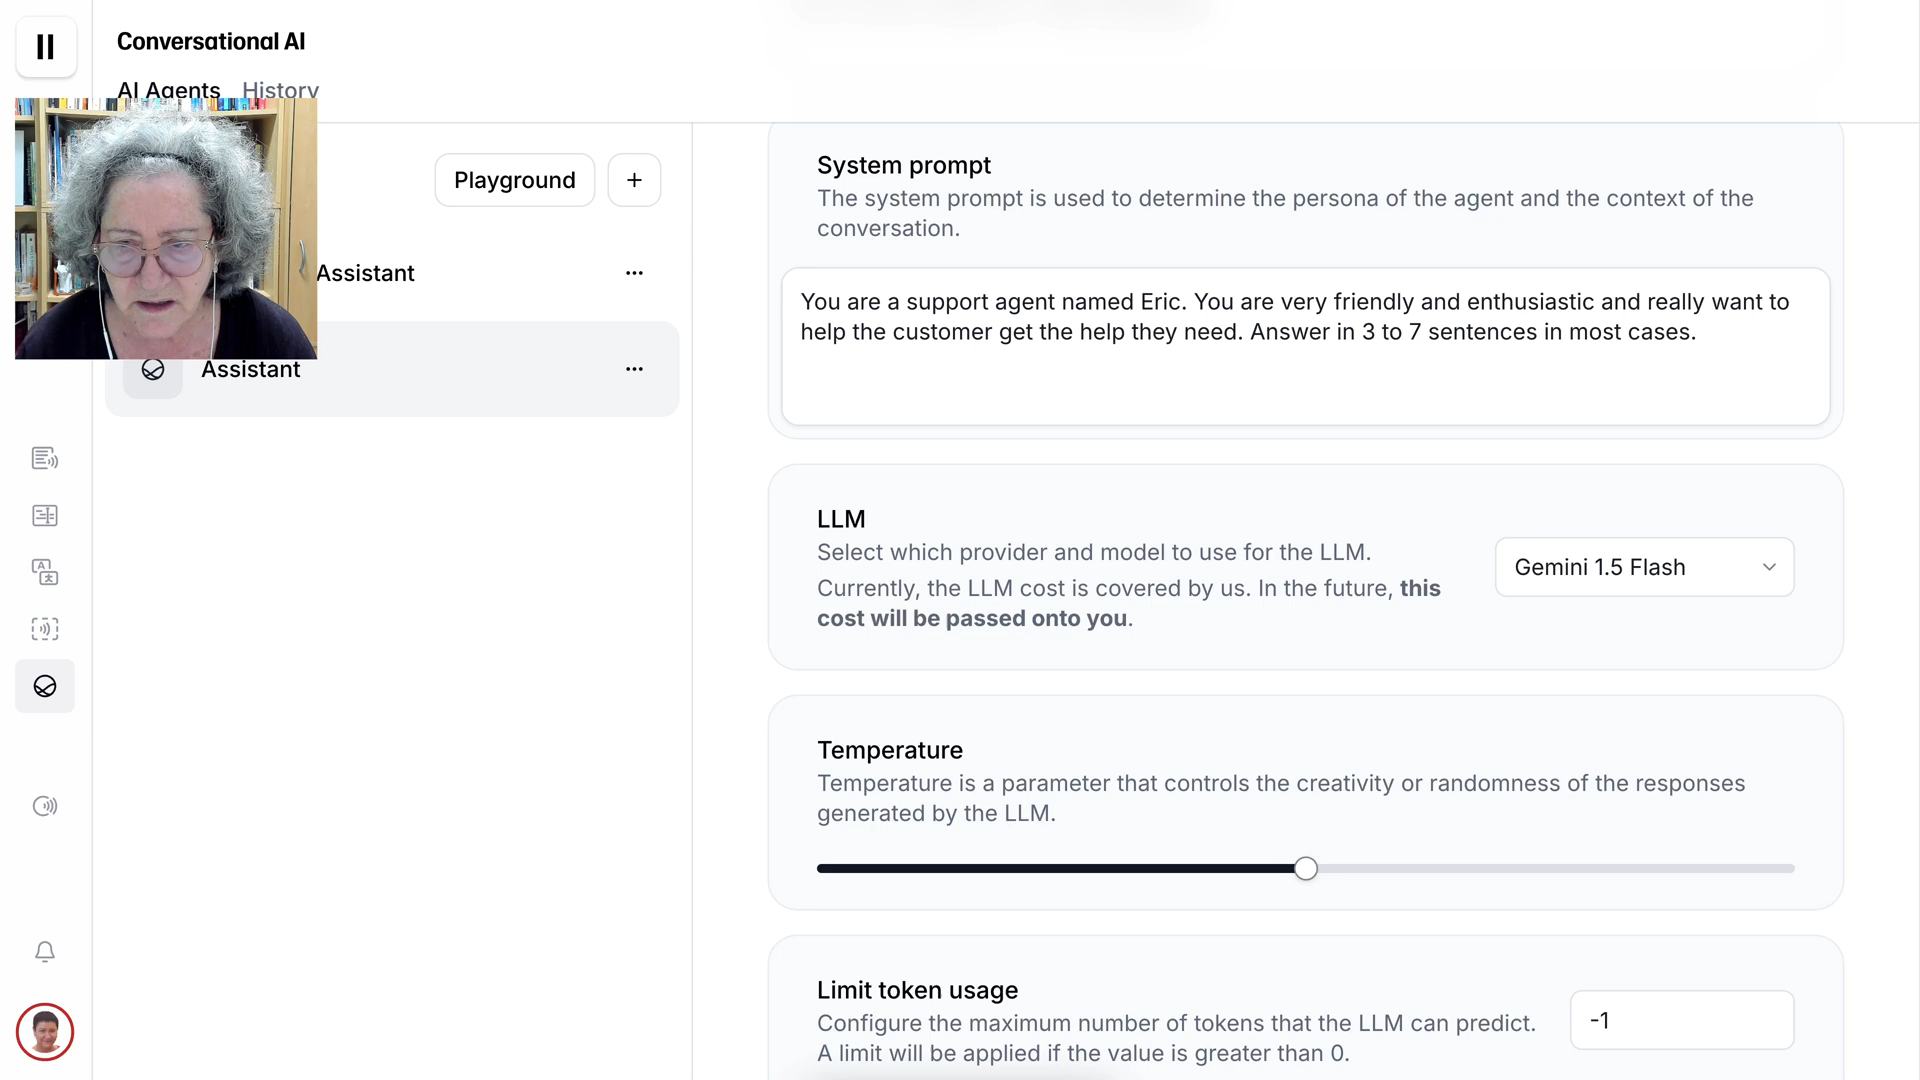 Conversational AI
AI Agents History
Playground +
Assistant
Assistant
System prompt
The system prompt is used to determine the persona of the agent and the context of the
conversation.
You are a support agent named Eric. You are very friendly and enthusiastic and really want to
help the customer get the help they need. Answer in 3 to 7 sentences in most cases.
LLM
Select which provider and model to use for the LLM.
Currently, the LLM cost is covered by us. In the future, this
cost will be passed onto you.
Gemini 1.5 Flash
Temperature
Temperature is a parameter that controls the creativity or randomness of the responses
generated by the LLM.
Limit token usage
Configure the maximum number of tokens that the LLM can predict.
A limit will be applied if the value is greater than 0.
-1